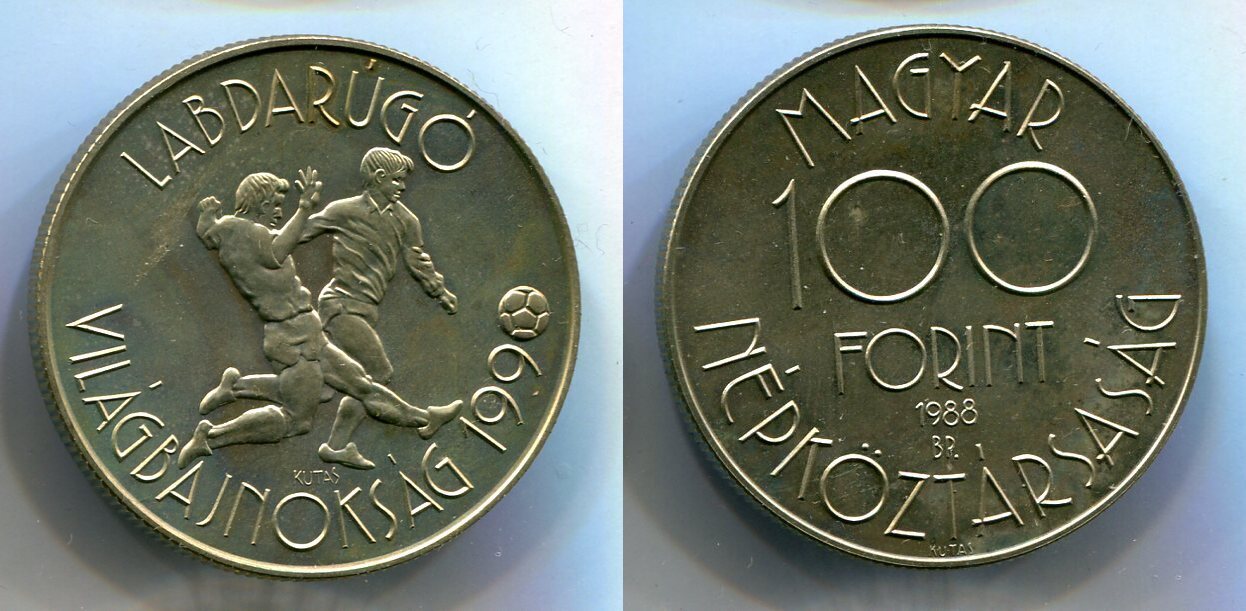 LABDARÚGÓ
VILÁGBAJNOKSÁG 1990
KUTAS
MAGYAR
100
FORINT
1988
BP.
NÉPKÖZTÁRSASÁG
KUTAS